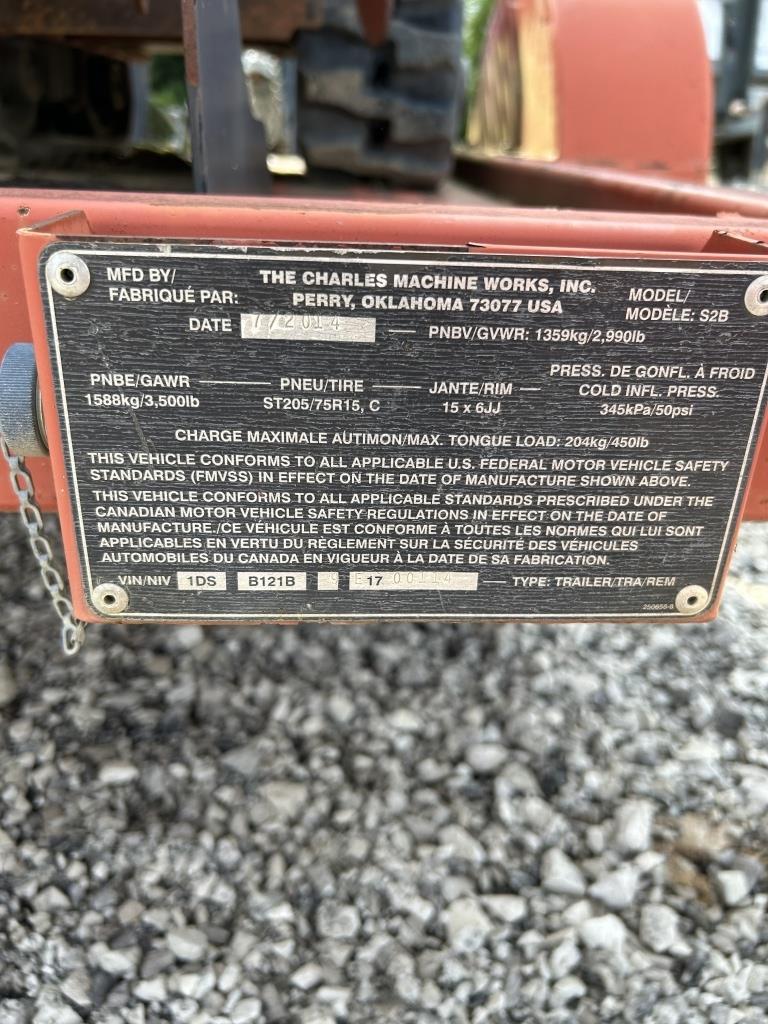 MFD BY/ THE CHARLES MACHINE WORKS, INC. MODEL/
FABRIQUÉ PAR: PERRY, OKLAHOMA 73077 USA MODÈLE: S2B
DATE 7/2014 — PNBV/GVWR: 1359kg/2,990lb
PRESS. DE GONFL. À FROID
PNBE/GAWR — PNEU/TIRE — JANTE/RIM — COLD INFL. PRESS.
1588kg/3,500lb ST205/75R15, C 15 x 6JJ 345kPa/50psi
CHARGE MAXIMALE AUTIMON/MAX. TONGUE LOAD: 204kg/450lb
THIS VEHICLE CONFORMS TO ALL APPLICABLE U.S. FEDERAL MOTOR VEHICLE SAFETY
STANDARDS (FMVSS) IN EFFECT ON THE DATE OF MANUFACTURE SHOWN ABOVE.
THIS VEHICLE CONFORMS TO ALL APPLICABLE STANDARDS PRESCRIBED UNDER THE
CANADIAN MOTOR VEHICLE SAFETY REGULATIONS IN EFFECT ON THE DATE OF
MANUFACTURE./CE VÉHICULE EST CONFORME À TOUTES LES NORMES QUI LUI SONT
APPLICABLES EN VERTU DU RÈGLEMENT SUR LA SÉCURITÉ DES VÉHICULES
AUTOMOBILES DU CANADA EN VIGUEUR À LA DATE DE SA FABRICATION.
VIN/NIV 1DS B121B 9 E 17 00114 — TYPE: TRAILER/TRA/REM